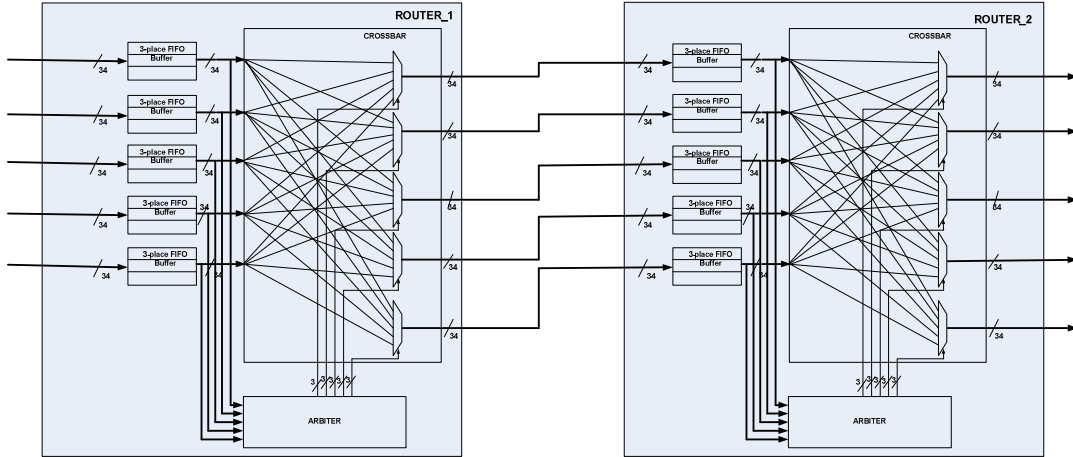 ROUTER_1
CROSSBAR
3-place FIFO
Buffer
34
34
3-place FIFO
Buffer
34
34
3-place FIFO
Buffer
34
34
3-place FIFO
Buffer
34
34
3-place FIFO
Buffer
34
34
34
34
34
34
34
3 3 3 3 3
ARBITER
ROUTER_2
CROSSBAR
3-place FIFO
Buffer
34
34
3-place FIFO
Buffer
34
34
3-place FIFO
Buffer
34
34
3-place FIFO
Buffer
34
34
3-place FIFO
Buffer
34
34
34
34
34
34
34
3 3 3 3 3
ARBITER